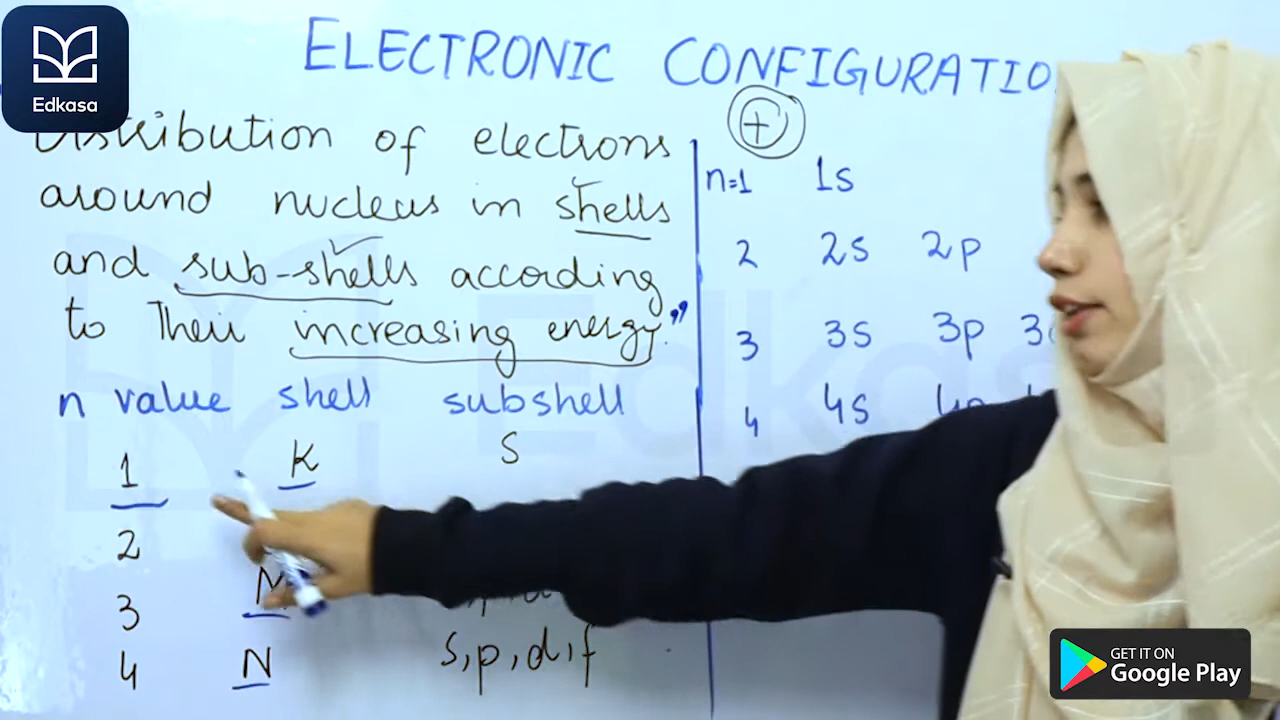 Edkasa
ELECTRONIC CONFIGURATIO
Distribution of electrons
around nucleus in shells
and sub-shells according
to Their increasing energy."
n value shell subshell
1 K s
2
3
4 N s,p,d,f
+
n=1 1s
2 2s 2p
3 3s 3p
4 4s
GET IT ON
Google Play